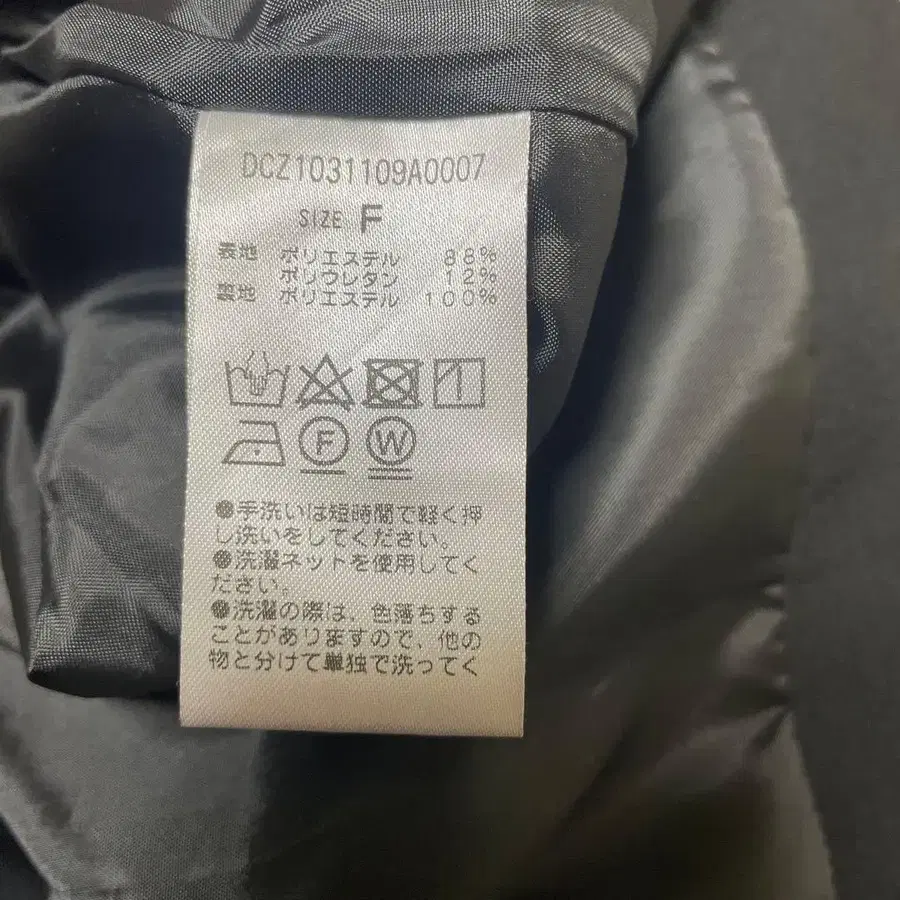 DCZ1031109A0007
SIZE F
表地 ポリエステル 88%
ポリウレタン 12%
裏地 ポリエステル 100%
F W
●手洗いは短時間で軽く押
し洗いをしてください。
●洗濯ネットを使用してく
ださい。
●洗濯の際は、色落ちする
ことがありますので、他の
物と分けて単独で洗ってく